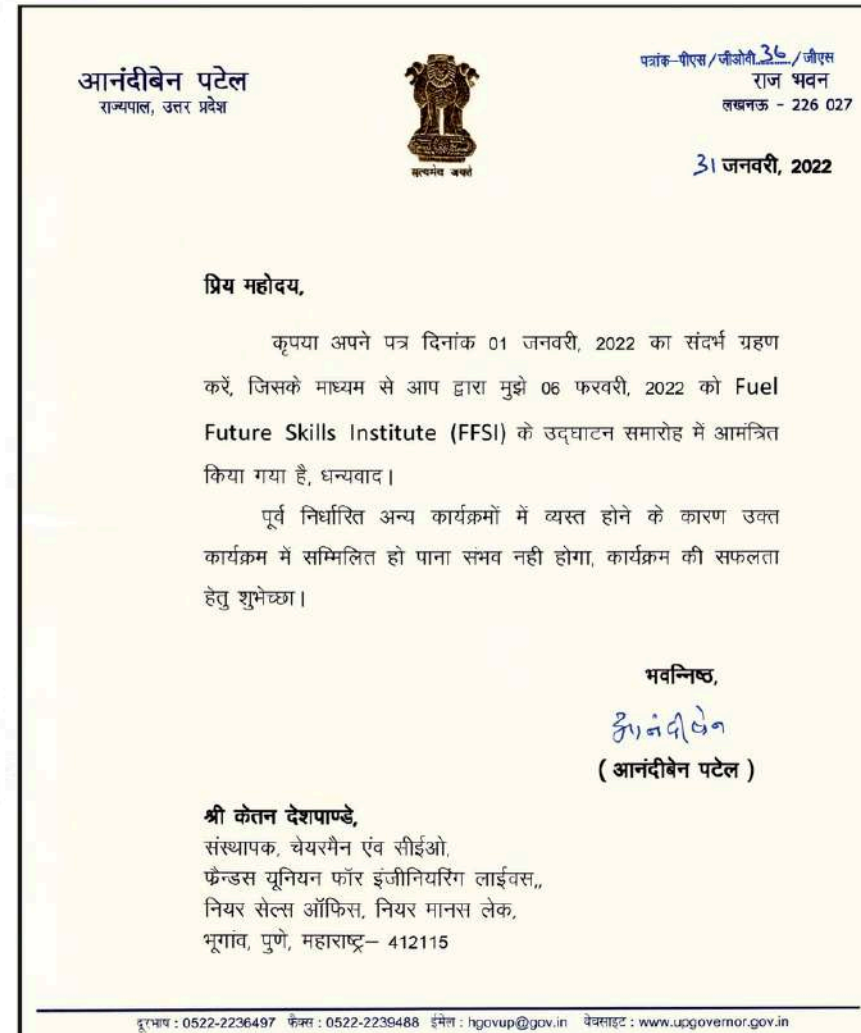 आनंदीबेन पटेल
राज्यपाल, उत्तर प्रदेश
सत्यमेव जयते
पत्रांक–पीएस/जीओवी 36/जीएस
राज भवन
लखनऊ - 226 027
31 जनवरी, 2022
प्रिय महोदय,
कृपया अपने पत्र दिनांक 01 जनवरी, 2022 का संदर्भ ग्रहण
करें, जिसके माध्यम से आप द्वारा मुझे 06 फरवरी, 2022 को Fuel
Future Skills Institute (FFSI) के उद्घाटन समारोह में आमंत्रित
किया गया है, धन्यवाद।
पूर्व निर्धारित अन्य कार्यक्रमों में व्यस्त होने के कारण उक्त
कार्यक्रम में सम्मिलित हो पाना संभव नही होगा, कार्यक्रम की सफलता
हेतु शुभेच्छा।
भवन्निष्ठ,
आनंदीबेन
( आनंदीबेन पटेल )
श्री केतन देशपाण्डे,
संस्थापक, चेयरमैन एंव सीईओ,
फ्रैन्डस यूनियन फॉर इंजीनियरिंग लाईवस,,
नियर सेल्स ऑफिस, नियर मानस लेक,
भूगांव, पुणे, महाराष्ट्र– 412115
दूरभाष : 0522-2236497 फैक्स : 0522-2239488 ईमेल : hgovup@gov.in वेबसाइट : www.upgovernor.gov.in